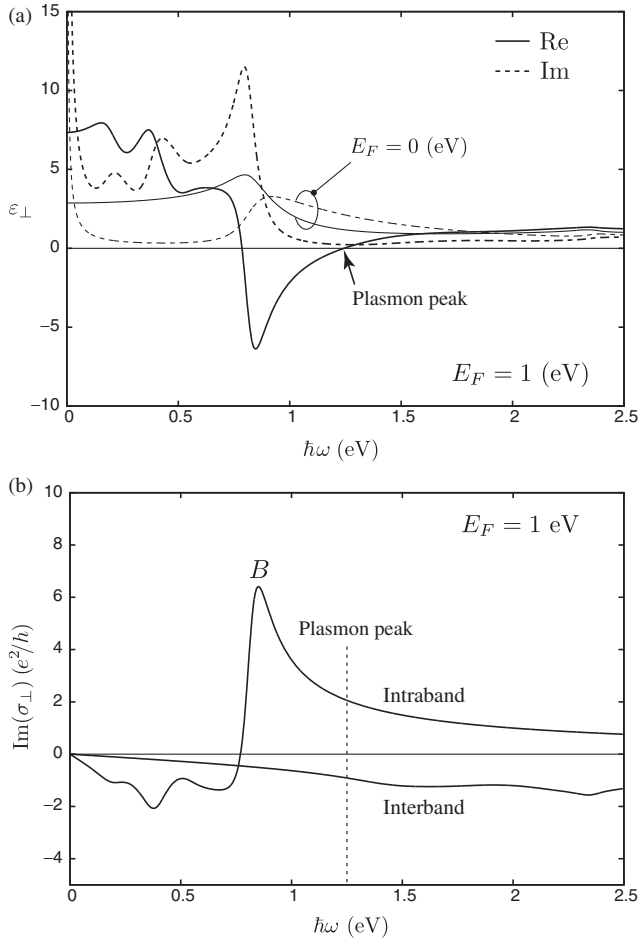 (a)
15
10
5
0
−5
−10
ε⊥
Re
Im
E_F = 0 (eV)
Plasmon peak
E_F = 1 (eV)
0 0.5 1 1.5 2 2.5
ħω (eV)
(b)
10
8
6
4
2
0
−2
−4
Im(σ⊥) (e²/h)
E_F = 1 eV
B
Plasmon peak
Intraband
Interband
0 0.5 1 1.5 2 2.5
ħω (eV)